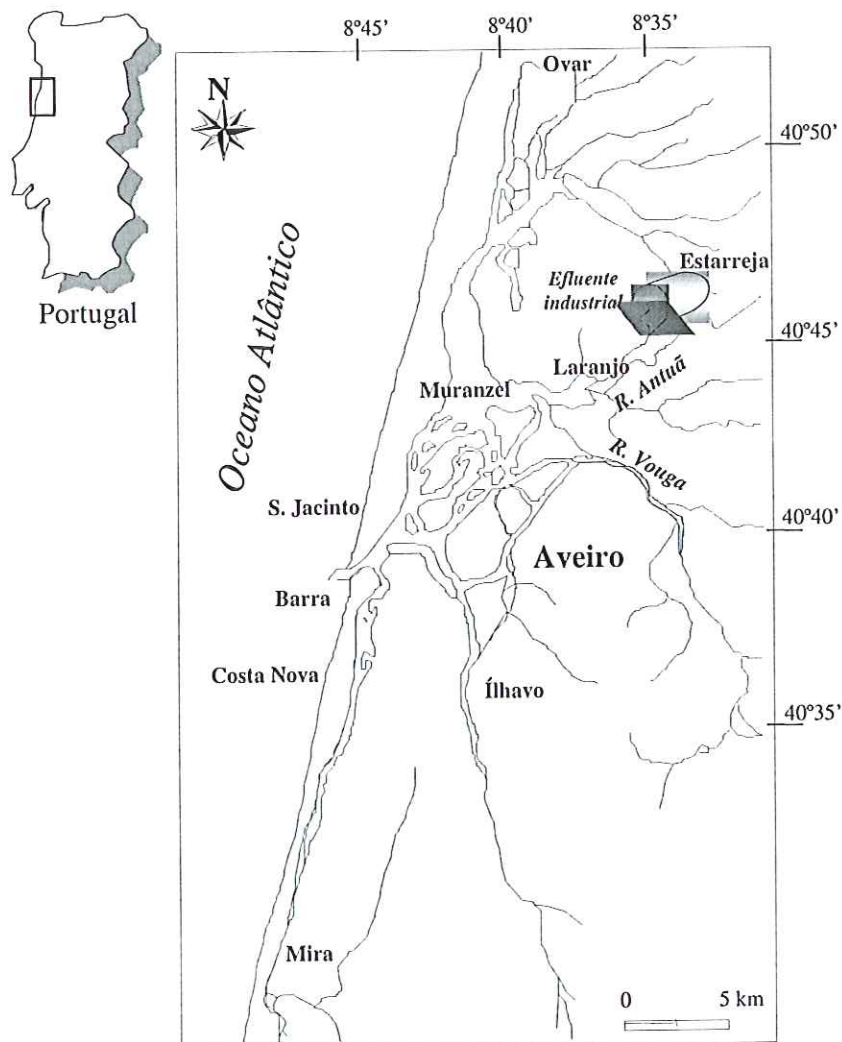 8°45'
8°40'
8°35'
Ovar
N
40°50'
Portugal
Oceano Atlântico
Estarreja
Efluente
industrial
40°45'
Laranjo
R. Antuã
Muranzel
R. Vouga
S. Jacinto
40°40'
Aveiro
Barra
Costa Nova
Ílhavo
40°35'
Mira
0
5 km